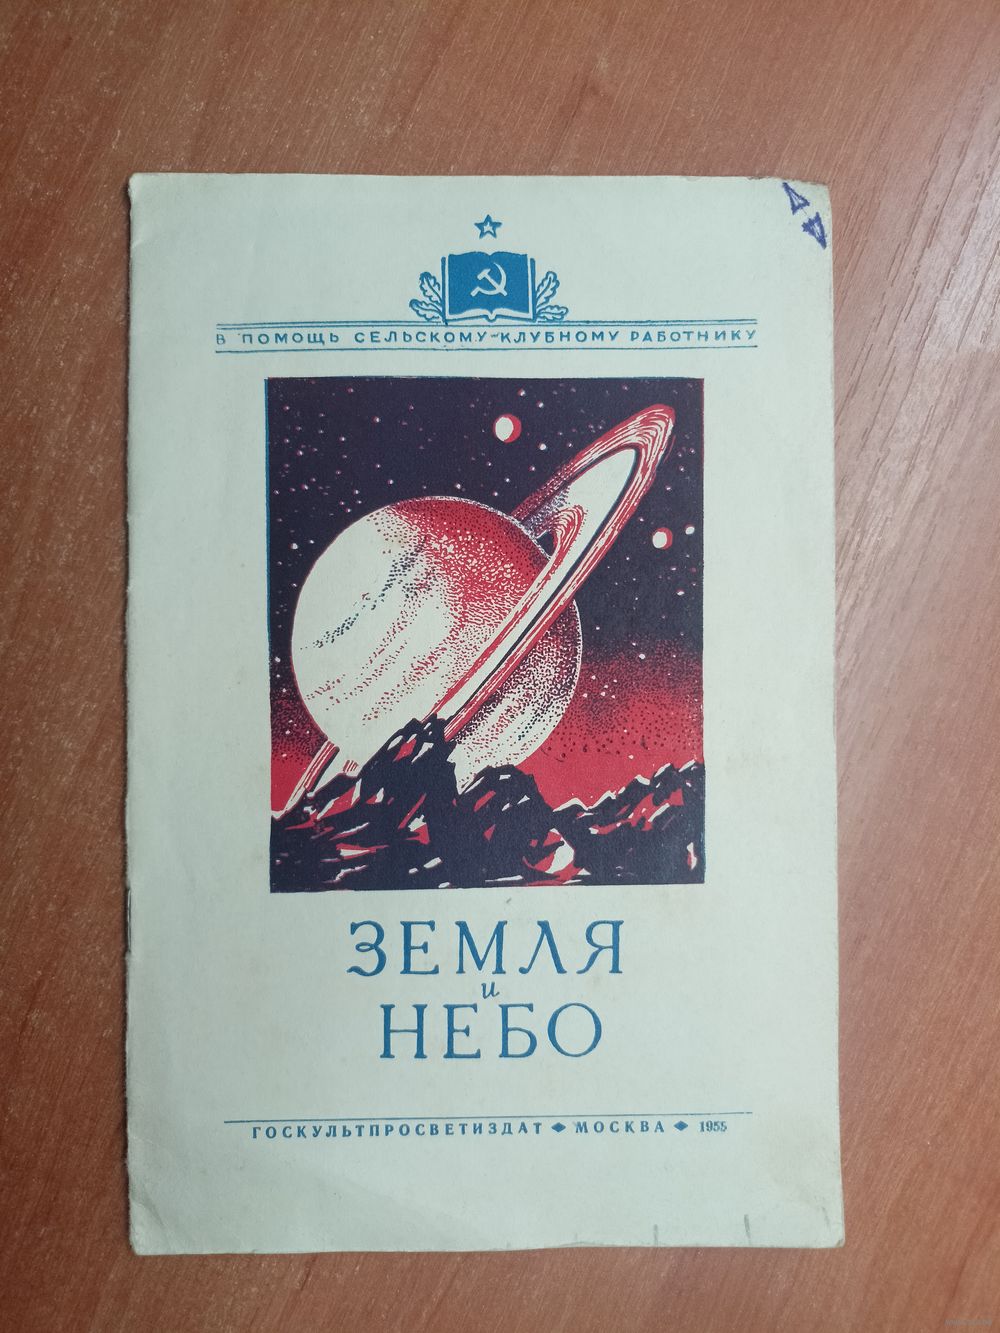 В ПОМОЩЬ СЕЛЬСКОМУ КЛУБНОМУ РАБОТНИКУ
ЗЕМЛЯ
и
НЕБО
ГОСКУЛЬТПРОСВЕТИЗДАТ ◆ МОСКВА ◆ 1955